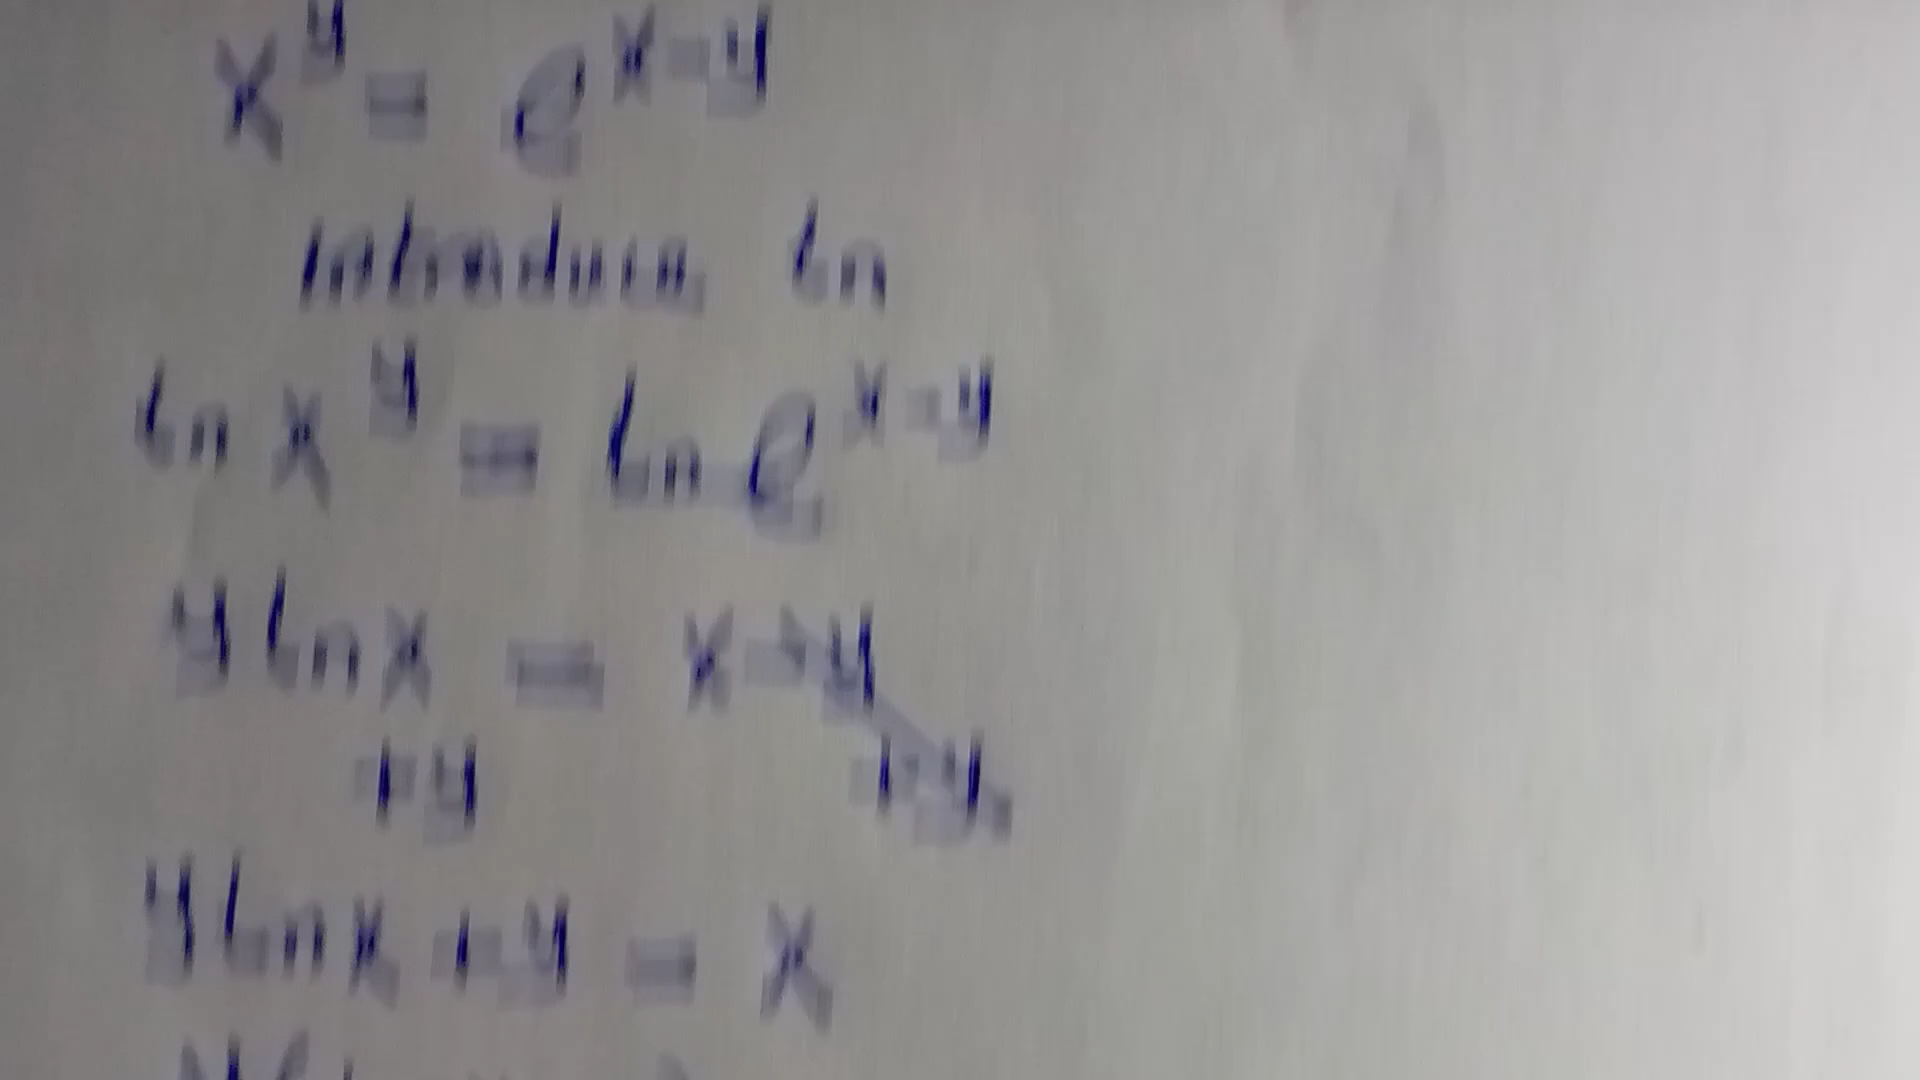 x^y = e^x-y
Introduce ln
ln x^y = ln e^x-y
y ln x = x - y
+y +y
y ln x + y = x